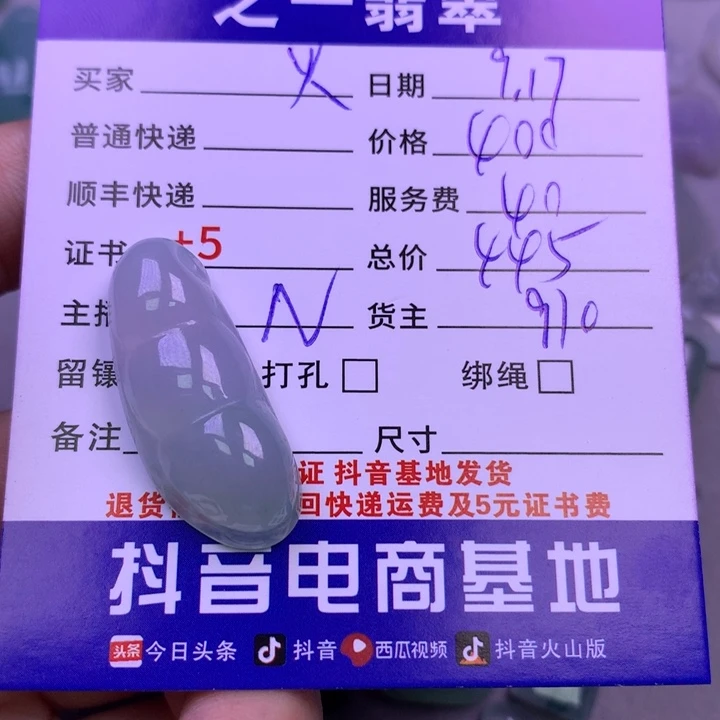 之一翡翠
买家 火 日期 9.17
普通快递 价格 400
顺丰快递 服务费 40
证书 +5 总价 445
主播 N 货主 910
留镶 打孔 绑绳
备注 尺寸
证 抖音基地发货
退货 回快递运费及5元证书费
抖音电商基地
头条 今日头条 抖音 西瓜视频 抖音火山版